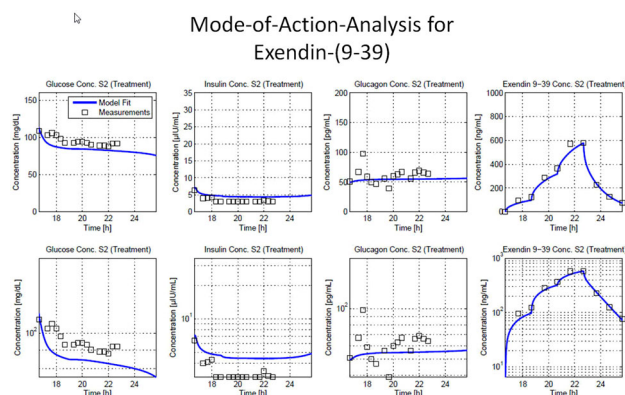 Mode-of-Action-Analysis for
Exendin-(9-39)
Glucose Conc. S2 (Treatment)
Insulin Conc. S2 (Treatment)
Glucagon Conc. S2 (Treatment)
Exendin 9-39 Conc. S2 (Treatment)
Concentration [mg/dL]
150
100
50
0
Model Fit
Measurements
18 20 22 24
Time [h]
Concentration [µU/mL]
35
30
25
20
15
10
5
0
18 20 22 24
Time [h]
Concentration [pg/mL]
200
150
100
50
0
18 20 22 24
Time [h]
Concentration [pg/mL]
1000
800
600
400
200
0
18 20 22 24
Time [h]
Glucose Conc. S2 (Treatment)
Insulin Conc. S2 (Treatment)
Glucagon Conc. S2 (Treatment)
Exendin 9-39 Conc. S2 (Treatment)
Concentration [mg/dL]
10²
18 20 22 24
Time [h]
Concentration [µU/mL]
10¹
18 20 22 24
Time [h]
Concentration [pg/mL]
10²
18 20 22 24
Time [h]
Concentration [pg/mL]
10³
10²
10¹
18 20 22 24
Time [h]